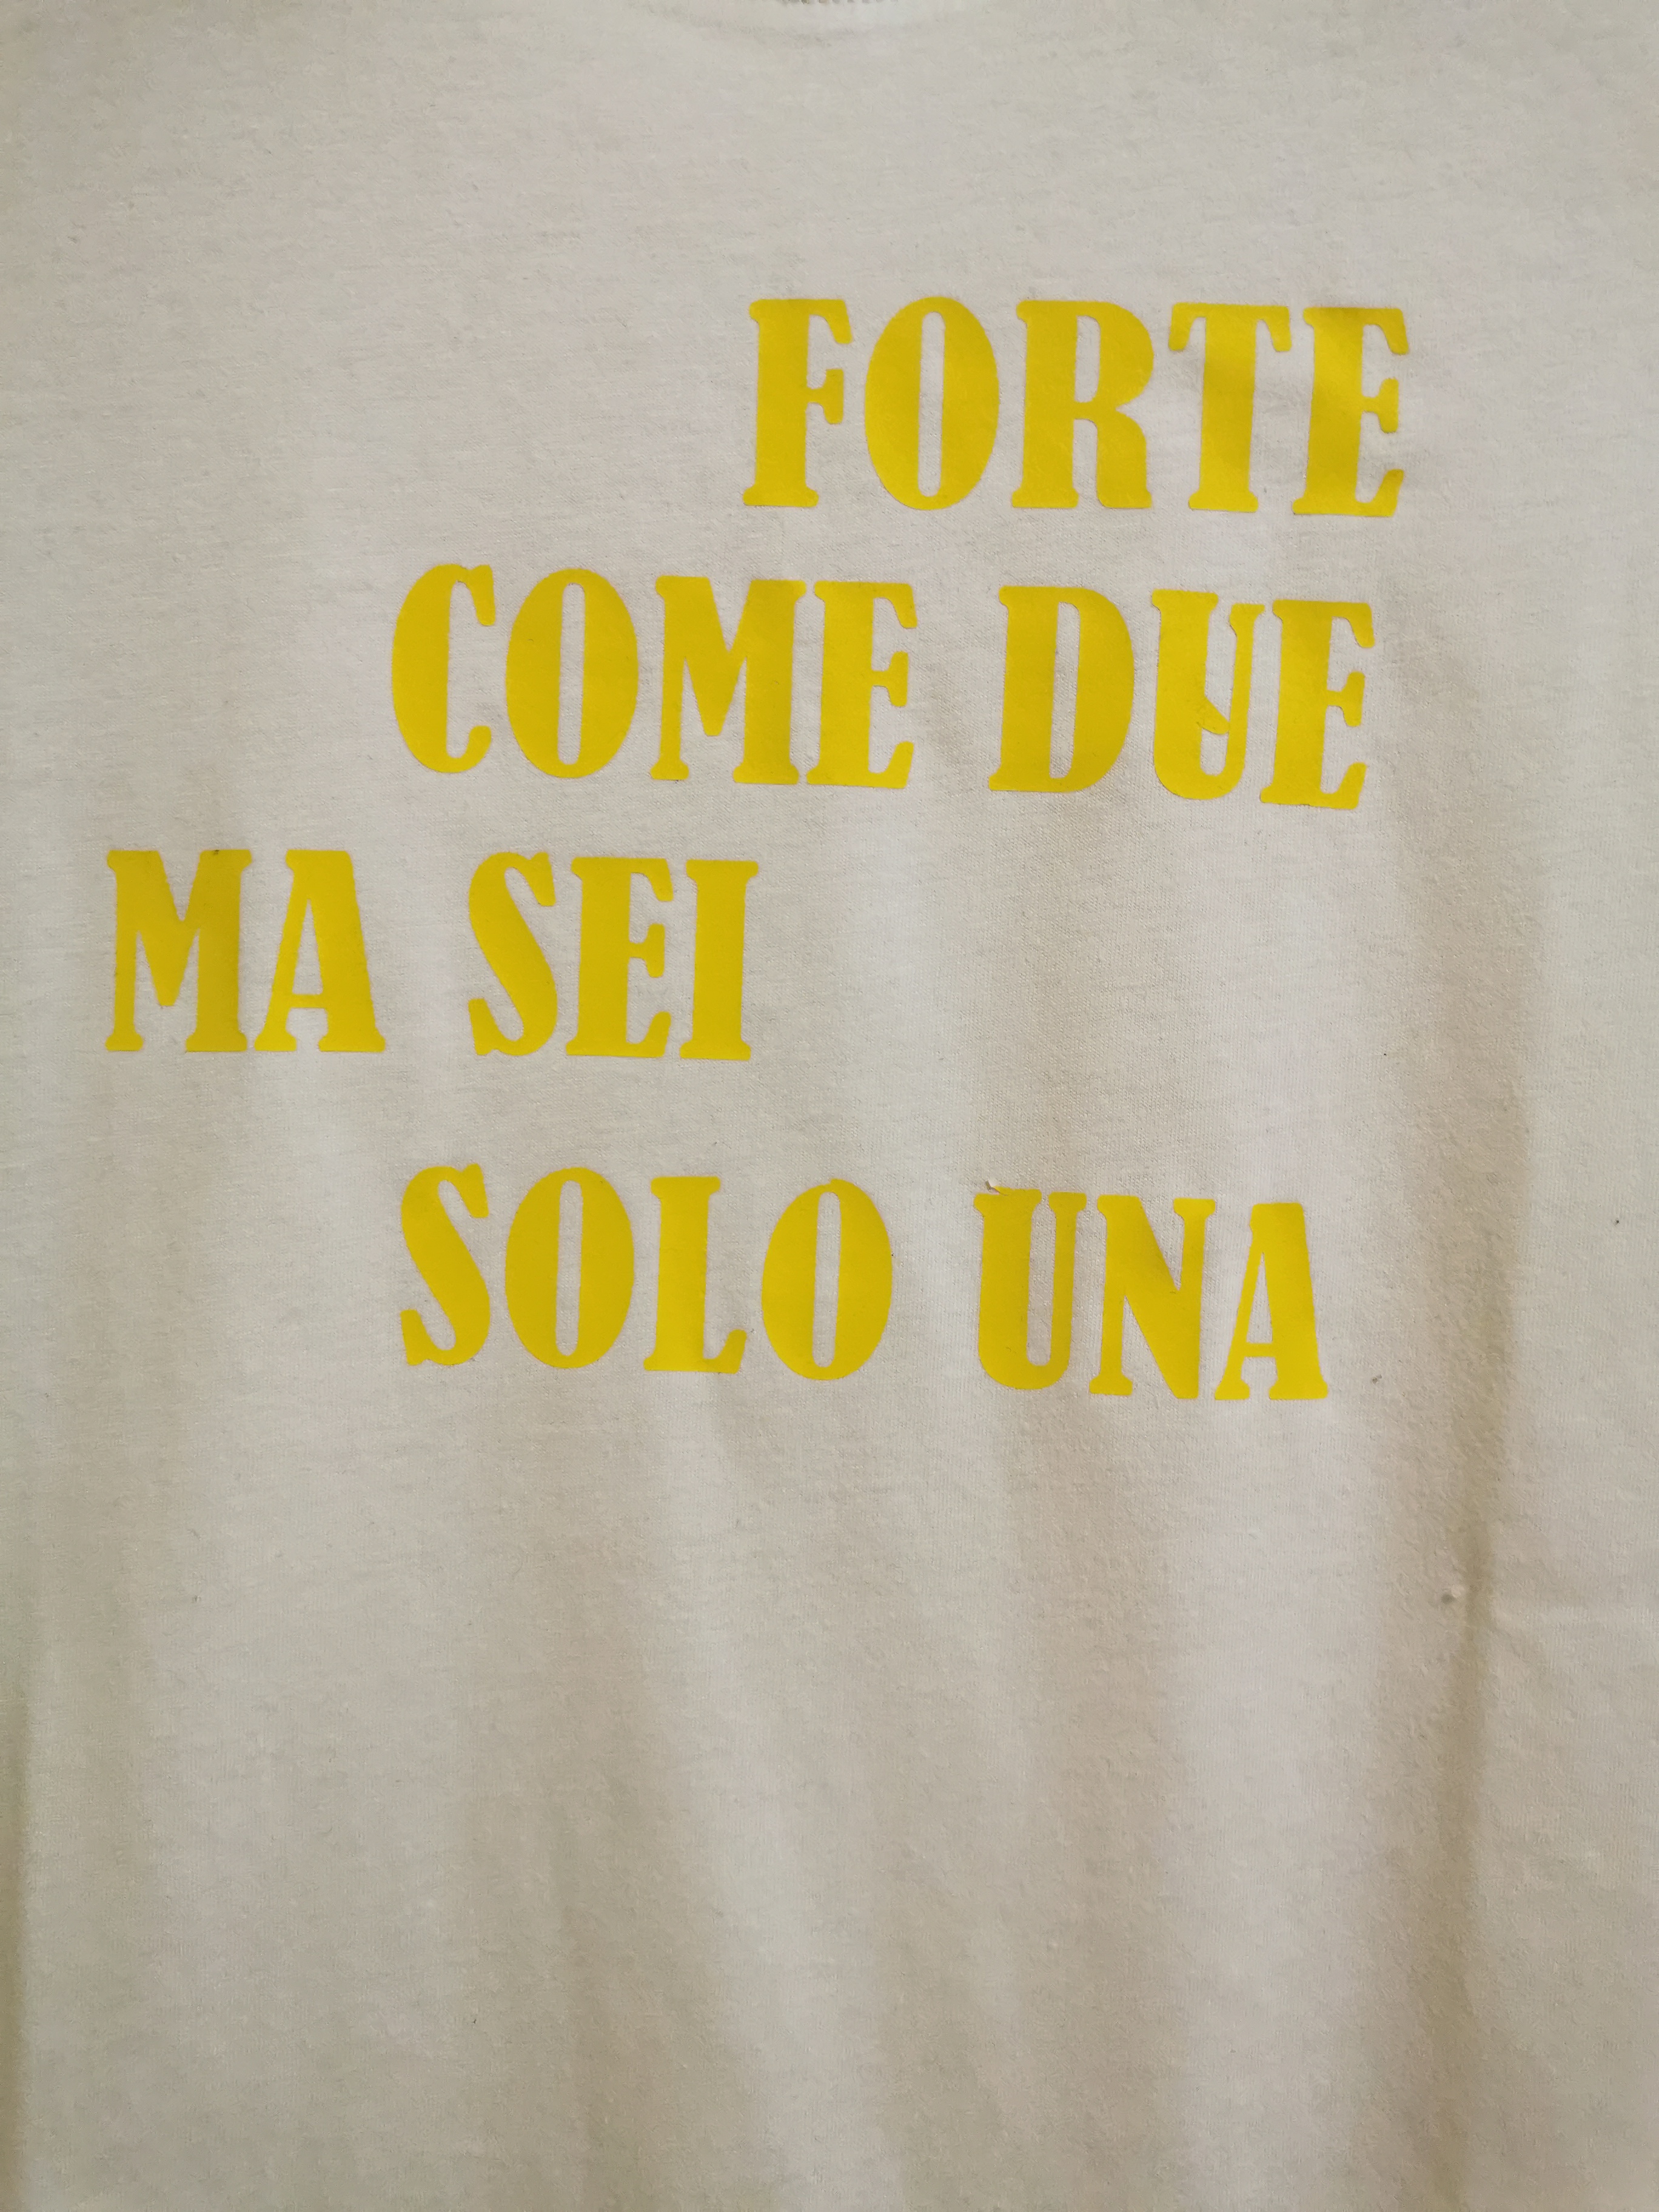 FORTE
COME DUE
MA SEI
SOLO UNA